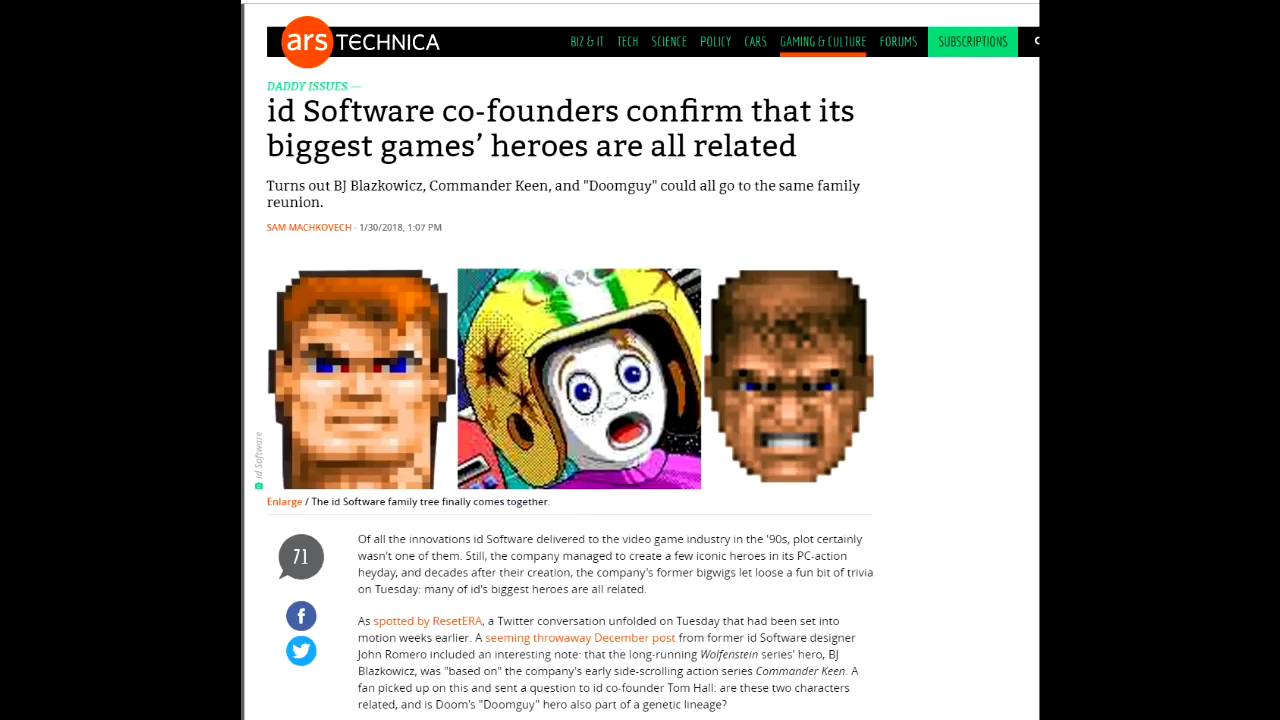 ars TECHNICA
BIZ & IT TECH SCIENCE POLICY CARS GAMING & CULTURE FORUMS SUBSCRIPTIONS
DADDY ISSUES —
id Software co-founders confirm that its
biggest games’ heroes are all related
Turns out BJ Blazkowicz, Commander Keen, and "Doomguy" could all go to the same family
reunion.
SAM MACHKOVECH - 1/30/2018, 1:07 PM
id Software
Enlarge / The id Software family tree finally comes together.
71
Of all the innovations id Software delivered to the video game industry in the '90s, plot certainly
wasn't one of them. Still, the company managed to create a few iconic heroes in its PC-action
heyday, and decades after their creation, the company's former bigwigs let loose a fun bit of trivia
on Tuesday: many of id's biggest heroes are all related.
As spotted by ResetERA, a Twitter conversation unfolded on Tuesday that had been set into
motion weeks earlier. A seeming throwaway December post from former id Software designer
John Romero included an interesting note: that the long-running Wolfenstein series' hero, BJ
Blazkowicz, was "based on" the company's early side-scrolling action series Commander Keen. A
fan picked up on this and sent a question to id co-founder Tom Hall: are these two characters
related, and is Doom's "Doomguy" hero also part of a genetic lineage?